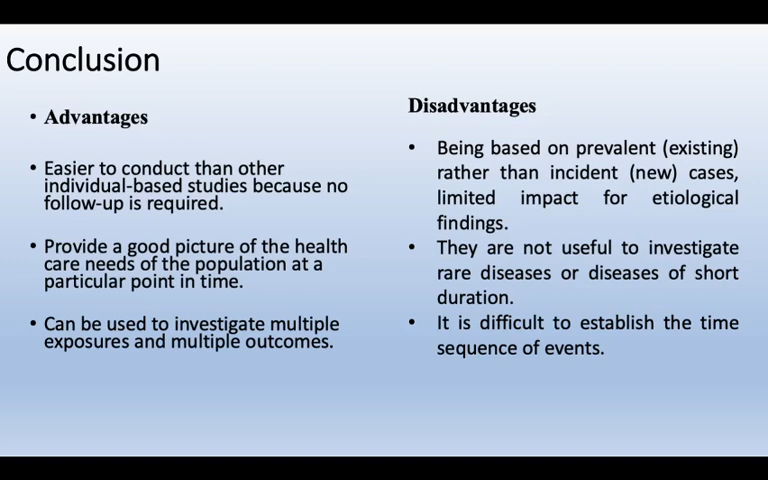 Conclusion
• Advantages
• Easier to conduct than other
individual-based studies because no
follow-up is required.
• Provide a good picture of the health
care needs of the population at a
particular point in time.
• Can be used to investigate multiple
exposures and multiple outcomes.
Disadvantages
• Being based on prevalent (existing)
rather than incident (new) cases,
limited impact for etiological
findings.
• They are not useful to investigate
rare diseases or diseases of short
duration.
• It is difficult to establish the time
sequence of events.